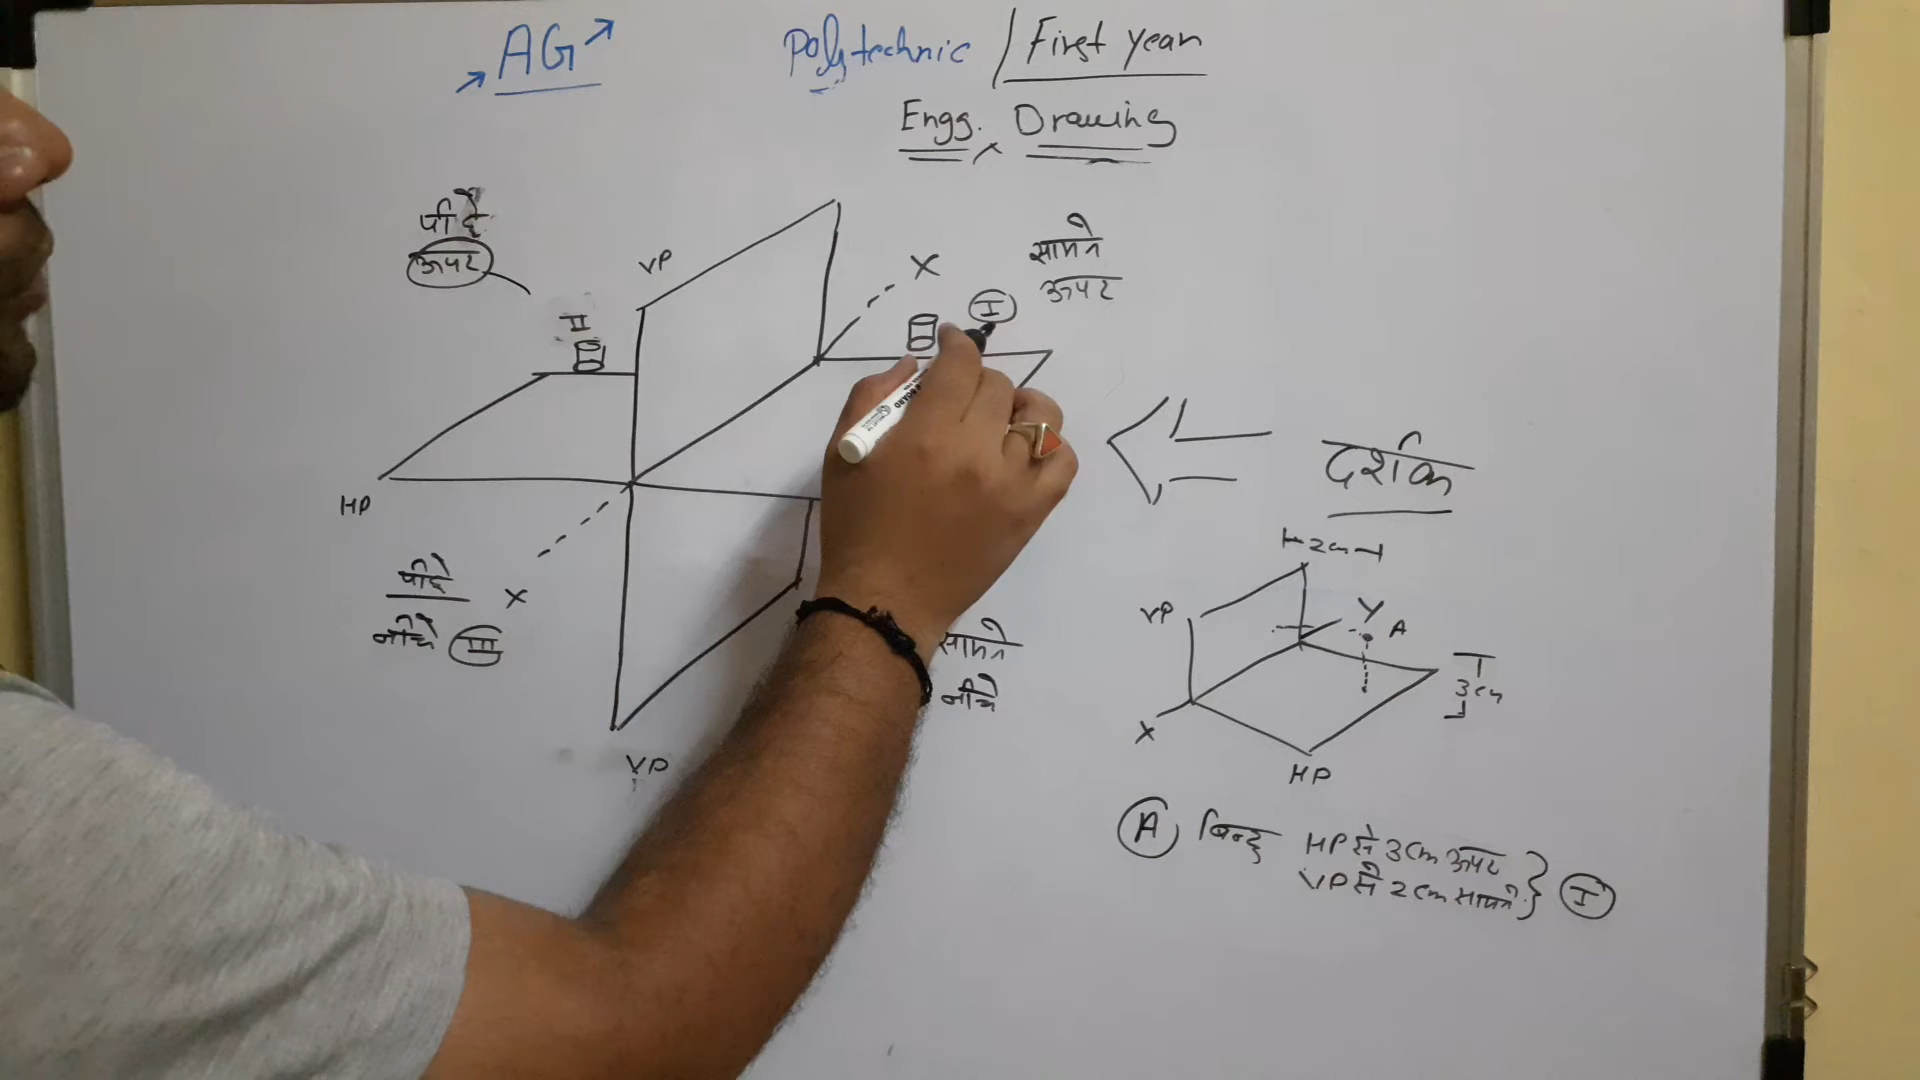 AG
Polytechnic / First year
Engg. Drawing
पीछे
ऊपर
VP
X
I
सामने
ऊपर
II
HP
दर्शक
पीछे
नीचे III
X
सामने
नीचे
VP
2cm
VP
Y
A
3cm
X
HP
A बिन्दु HP से 3cm ऊपर
VP से 2cm सामने } I